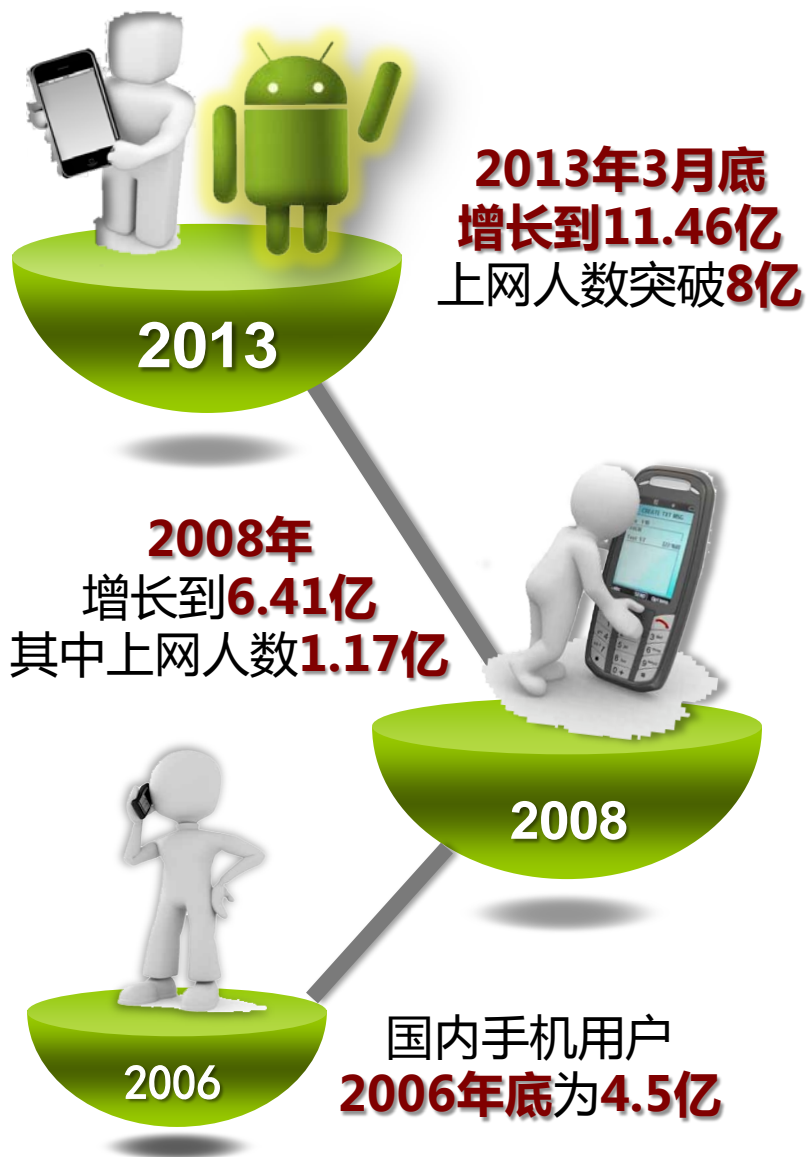 2013年3月底
增长到11.46亿
上网人数突破8亿
2013
2008年
增长到6.41亿
其中上网人数1.17亿
CREATE TXT MSG
2008
2006
国内手机用户
2006年底为4.5亿